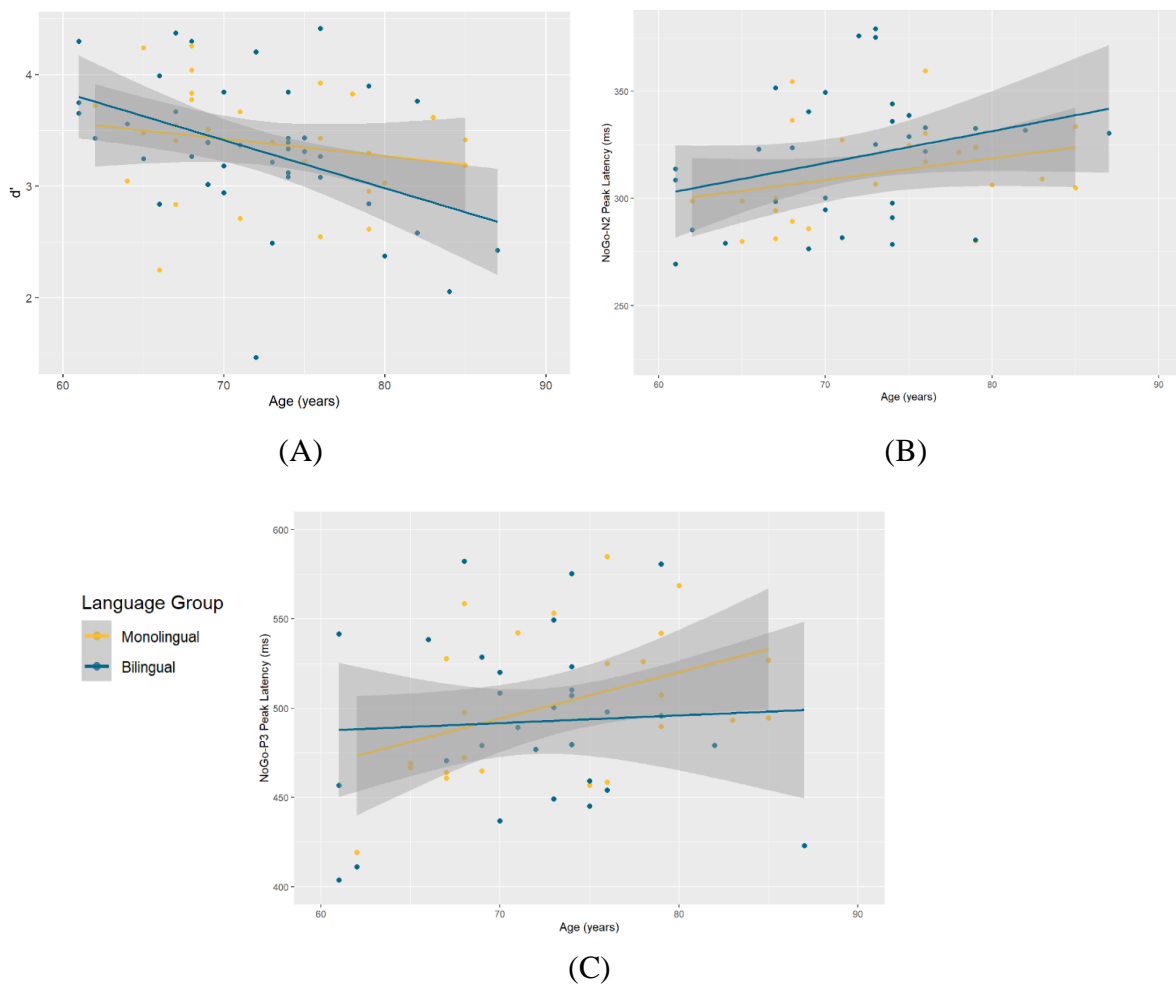 4
3
2
d'
60
70
80
90
Age (years)
(A)
350
300
250
NoGo-N2 Peak Latency (ms)
60
70
80
90
Age (years)
(B)
Language Group
Monolingual
Bilingual
600
550
500
450
400
NoGo-P3 Peak Latency (ms)
60
70
80
90
Age (years)
(C)